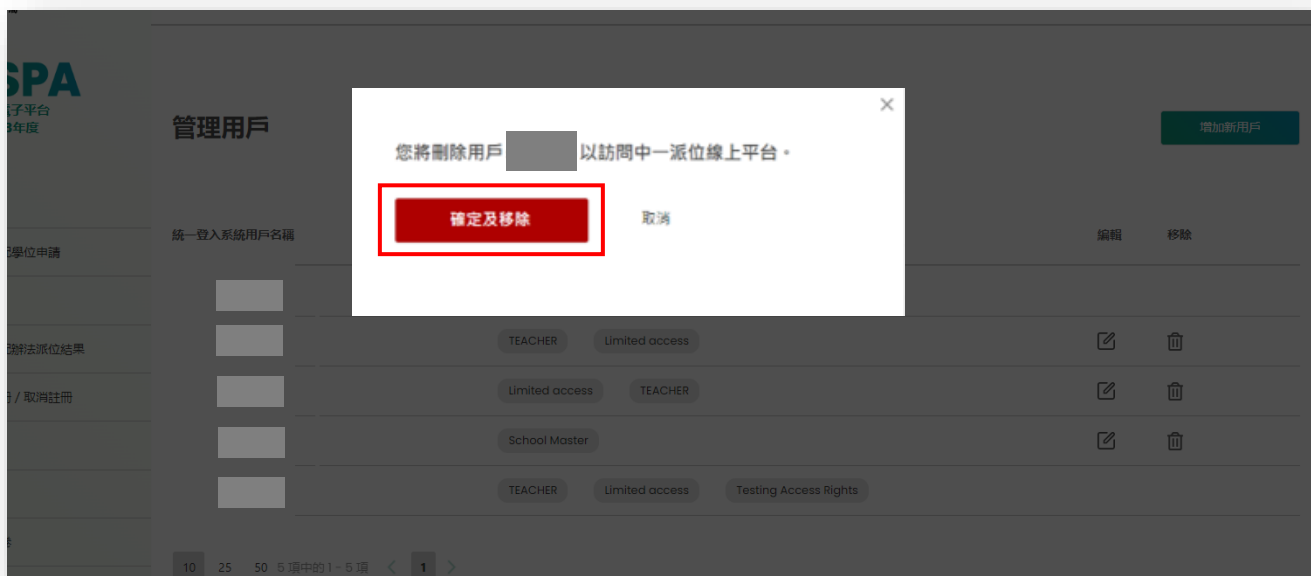 SPA
子平台
年度
管理用戶
增加新用戶
×
您將刪除用戶 以訪問中一派位線上平台。
確定及移除 取消
統一登入系統用戶名稱 編輯 移除
學位申請
辦法派位結果
TEACHER Limited access
/ 取消註冊
Limited access TEACHER
School Master
TEACHER Limited access Testing Access Rights
10 25 50 5 項中的 1 - 5 項 < 1 >